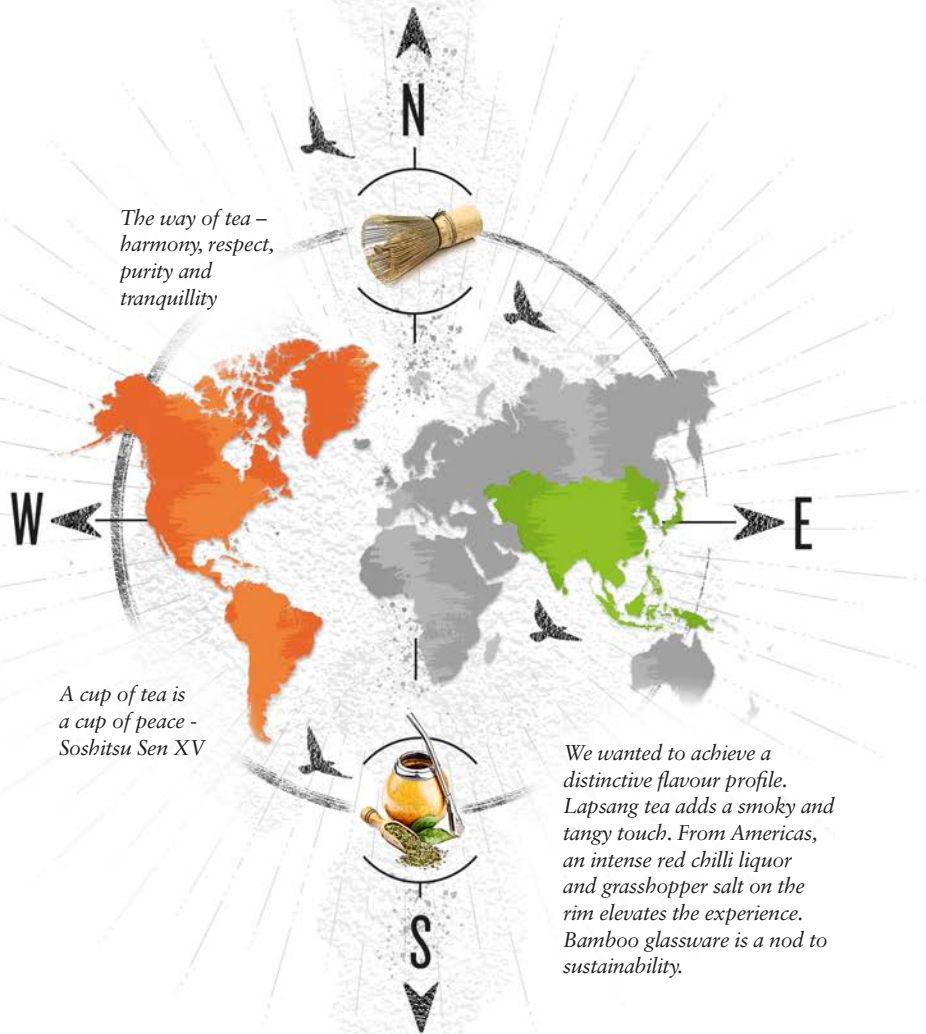 N
The way of tea –
harmony, respect,
purity and
tranquillity
W
E
A cup of tea is
a cup of peace -
Soshitsu Sen XV
We wanted to achieve a
distinctive flavour profile.
Lapsang tea adds a smoky and
tangy touch. From Americas,
an intense red chilli liquor
and grasshopper salt on the
rim elevates the experience.
Bamboo glassware is a nod to
sustainability.
S